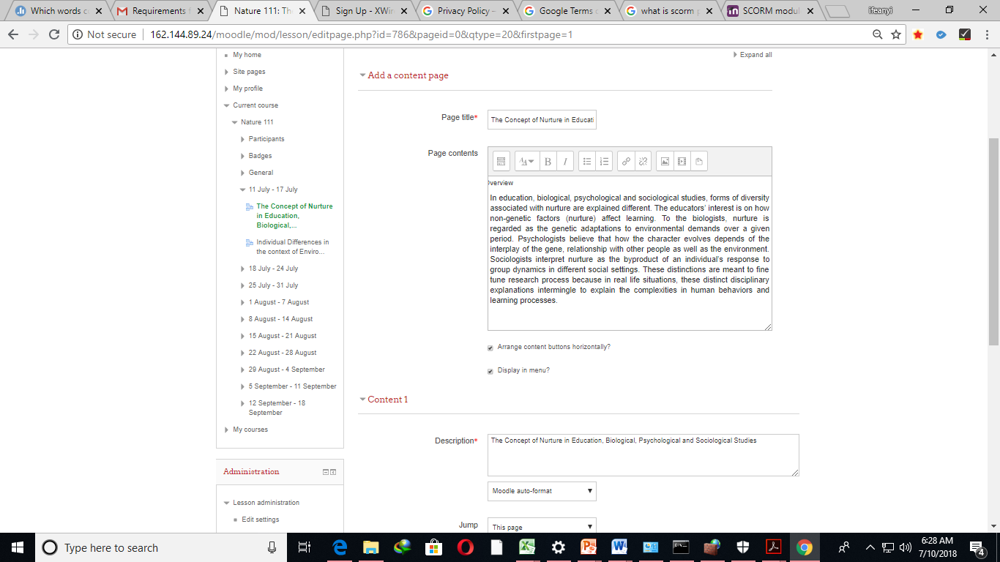 Which words c
Requirements f
Nature 111: Th
Sign Up - XWir
Privacy Policy –
Google Terms o
what is scorm p
SCORM modul
ifeanyi
Not secure 162.144.89.24/moodle/mod/lesson/editpage.php?id=786&pageid=0&qtype=20&firstpage=1
My home
Site pages
My profile
Current course
Nature 111
Participants
Badges
General
11 July - 17 July
The Concept of Nurture
in Education,
Biological,...
Individual Differences in
the context of Enviro...
18 July - 24 July
25 July - 31 July
1 August - 7 August
8 August - 14 August
15 August - 21 August
22 August - 28 August
29 August - 4 September
5 September - 11 September
12 September - 18
September
My courses
Administration
Lesson administration
Edit settings
Expand all
Add a content page
Page title*
The Concept of Nurture in Educati
Page contents
Overview
In education, biological, psychological and sociological studies, forms of diversity
associated with nurture are explained different. The educators' interest is on how
non-genetic factors (nurture) affect learning. To the biologists, nurture is
regarded as the genetic adaptations to environmental demands over a given
period. Psychologists believe that how the character evolves depends of the
interplay of the gene, relationship with other people as well as the environment.
Sociologists interpret nurture as the byproduct of an individual's response to
group dynamics in different social settings. These distinctions are meant to fine
tune research process because in real life situations, these distinct disciplinary
explanations intermingle to explain the complexities in human behaviors and
learning processes.
Arrange content buttons horizontally?
Display in menu?
Content 1
Description*
The Concept of Nurture in Education, Biological, Psychological and Sociological Studies
Moodle auto-format
Jump
This page
Type here to search
6:28 AM
7/10/2018
4